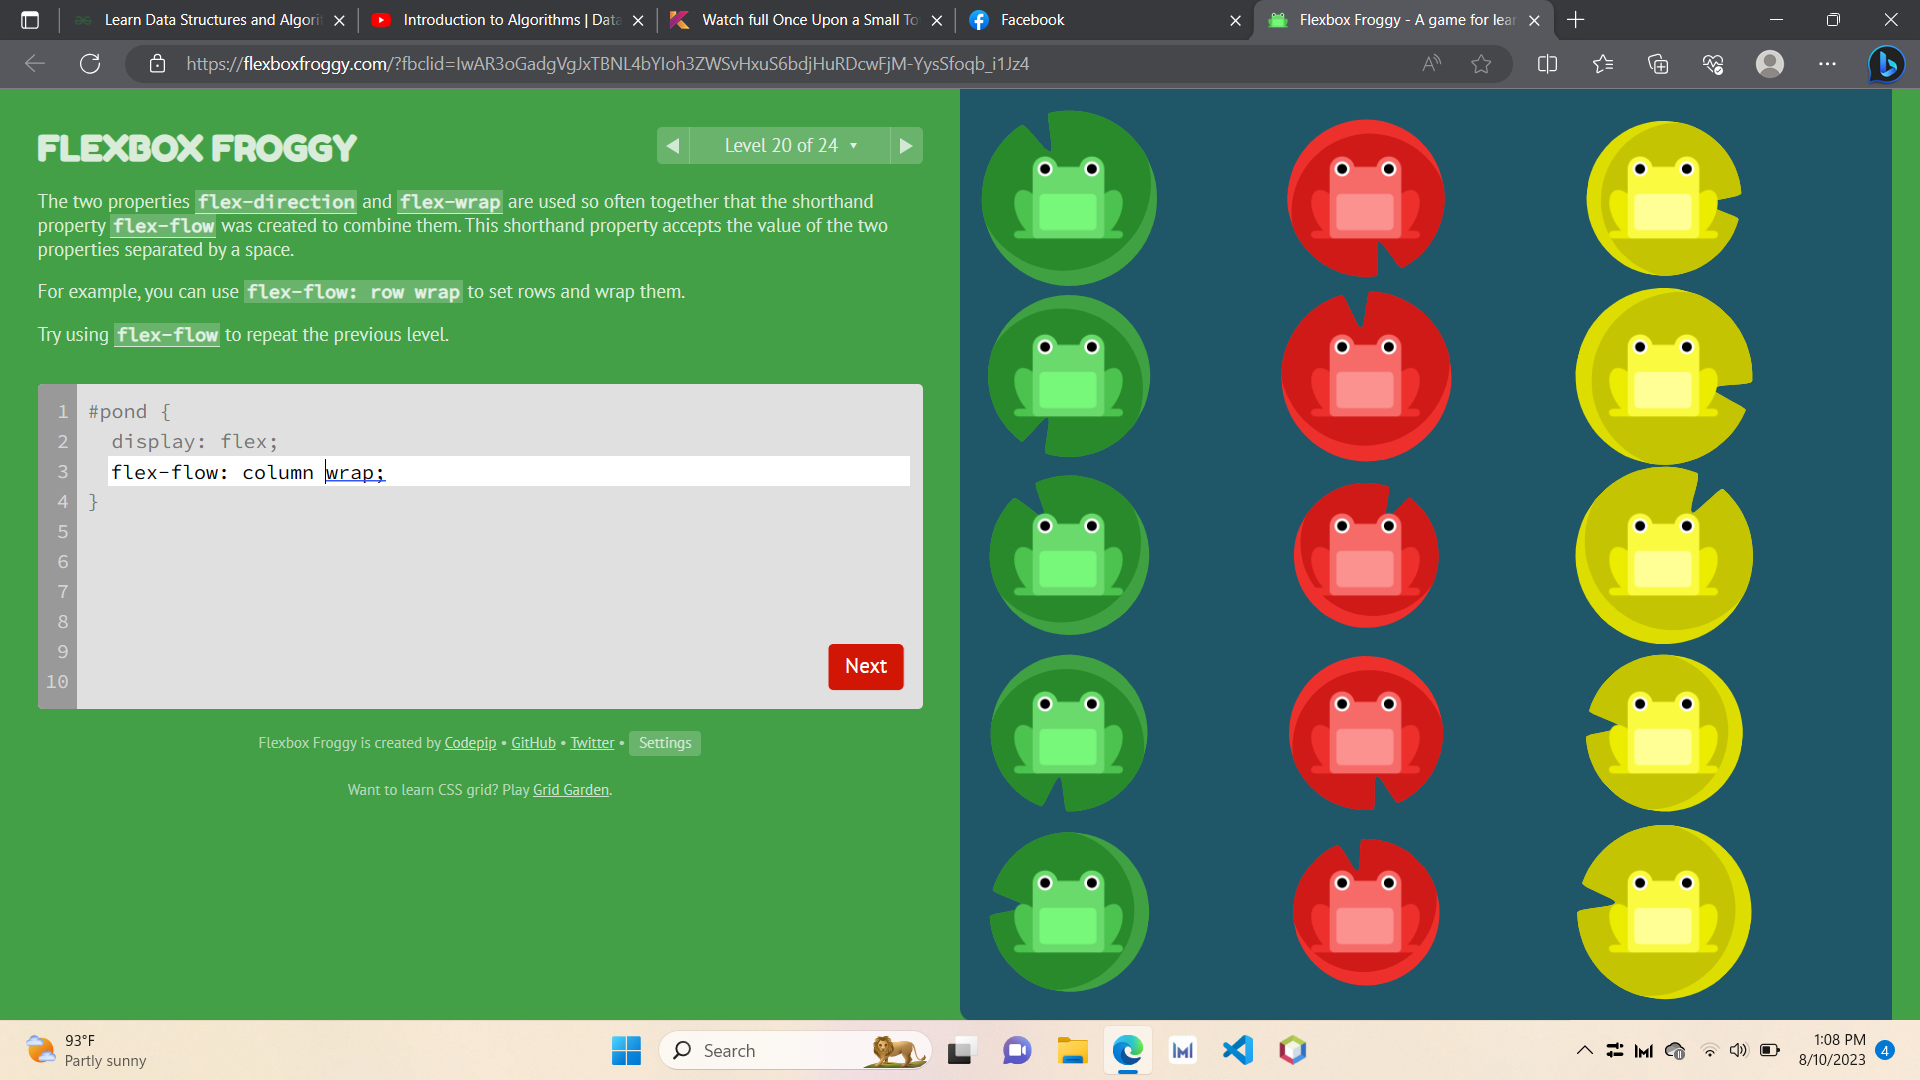 Learn Data Structures and Algorit
Introduction to Algorithms | Data
Watch full Once Upon a Small To
Facebook
Flexbox Froggy - A game for lear
https://flexboxfroggy.com/?fbclid=IwAR3oGadgVgJxTBNL4bYIoh3ZWSvHxuS6bdjHuRDcwFjM-YysSfoqb_i1Jz4
FLEXBOX FROGGY
Level 20 of 24
The two properties flex-direction and flex-wrap are used so often together that the shorthand
property flex-flow was created to combine them. This shorthand property accepts the value of the two
properties separated by a space.
For example, you can use flex-flow: row wrap to set rows and wrap them.
Try using flex-flow to repeat the previous level.
1 #pond {
2 display: flex;
3 flex-flow: column wrap;
4 }
5
6
7
8
9
10
Next
Flexbox Froggy is created by Codepip • GitHub • Twitter • Settings
Want to learn CSS grid? Play Grid Garden.
93°F
Partly sunny
Search
1:08 PM
8/10/2023
4